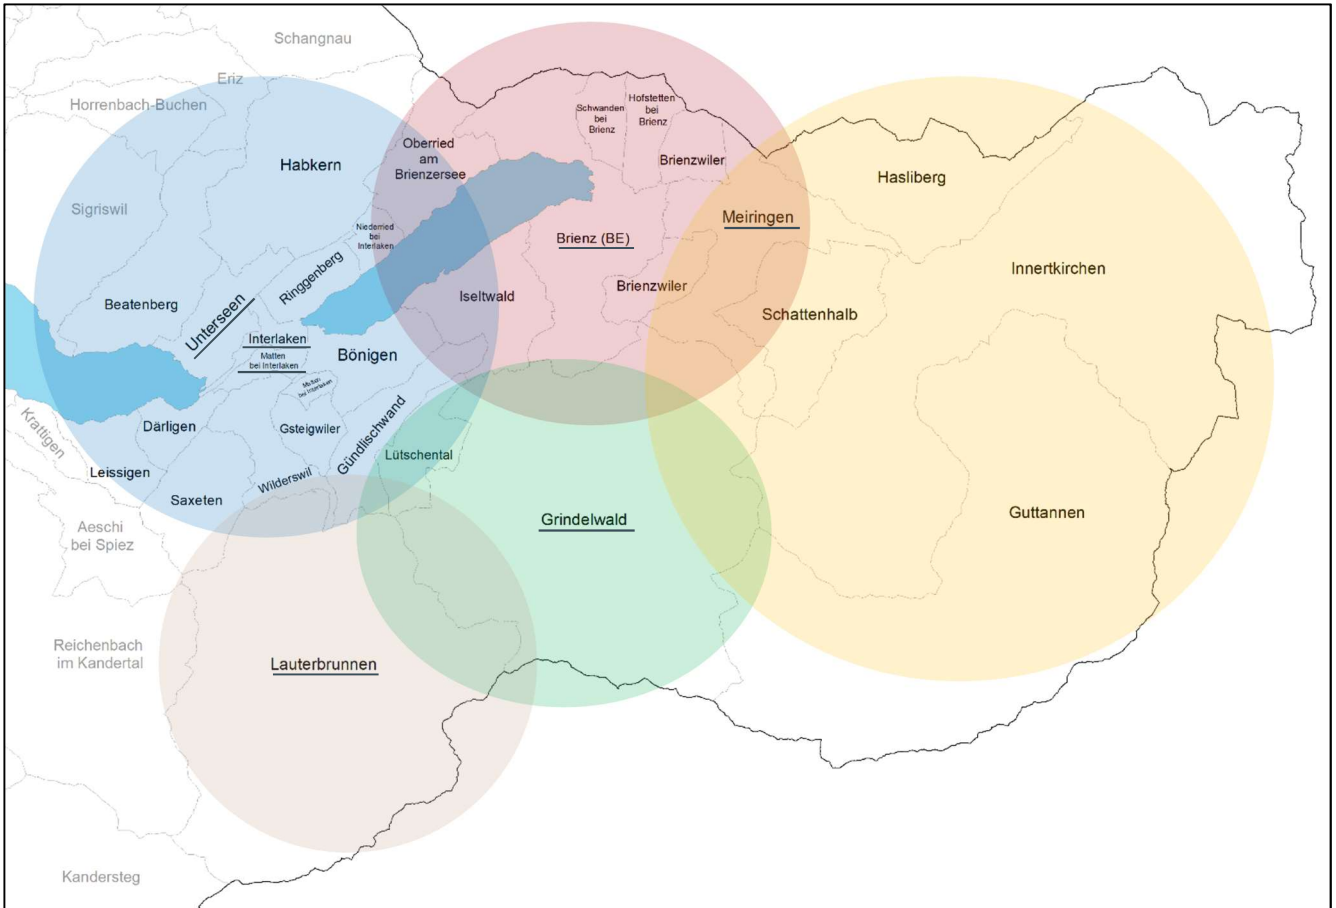 Schangnau
Eriz
Horrenbach-Buchen
Schwanden
bei
Brienz
Hofstetten
bei
Brienz
Oberried
am
Brienzersee
Brienzwiler
Habkern
Hasliberg
Sigriswil
Meiringen
Niederried
bei
Interlaken
Brienz (BE)
Ringgenberg
Innertkirchen
Beatenberg
Iseltwald
Brienzwiler
Unterseen
Schattenhalb
Interlaken
Matten
bei Interlaken
Bönigen
bei Interlaken
Krattigen
Därligen
Gsteigwiler
Gündlischwand
Lütschental
Leissigen
Wilderswil
Saxeten
Grindelwald
Guttannen
Aeschi
bei Spiez
Reichenbach
im Kandertal
Lauterbrunnen
Kandersteg